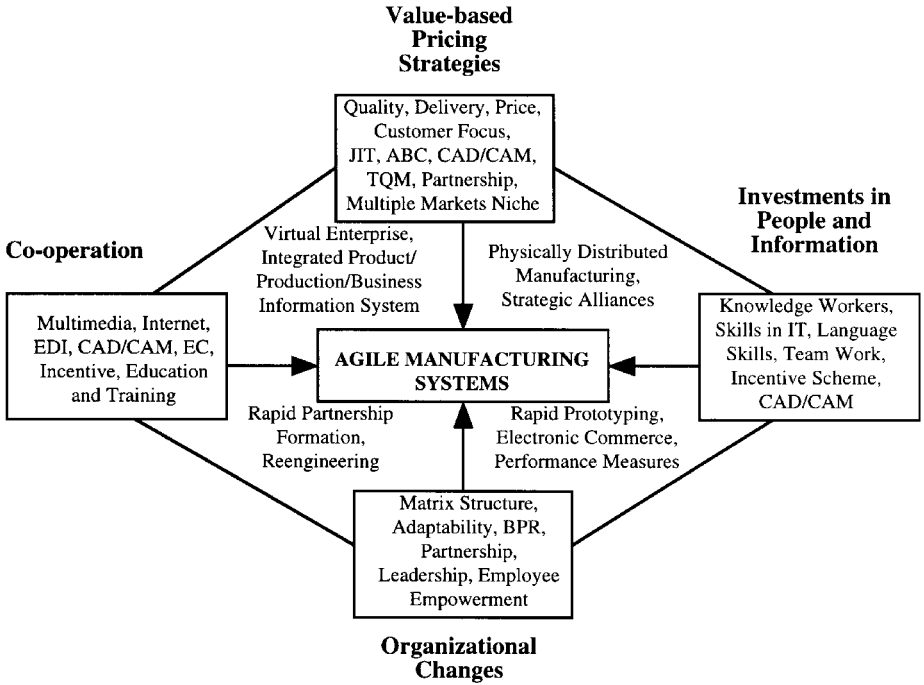 Value-based
Pricing
Strategies
Quality, Delivery, Price,
Customer Focus,
JIT, ABC, CAD/CAM,
TQM, Partnership,
Multiple Markets Niche
Investments in
People and
Information
Co-operation
Virtual Enterprise,
Integrated Product/
Production/Business
Information System
Physically Distributed
Manufacturing,
Strategic Alliances
Multimedia, Internet,
EDI, CAD/CAM, EC,
Incentive, Education
and Training
AGILE MANUFACTURING
SYSTEMS
Knowledge Workers,
Skills in IT, Language
Skills, Team Work,
Incentive Scheme,
CAD/CAM
Rapid Partnership
Formation,
Reengineering
Rapid Prototyping,
Electronic Commerce,
Performance Measures
Matrix Structure,
Adaptability, BPR,
Partnership,
Leadership, Employee
Empowerment
Organizational
Changes